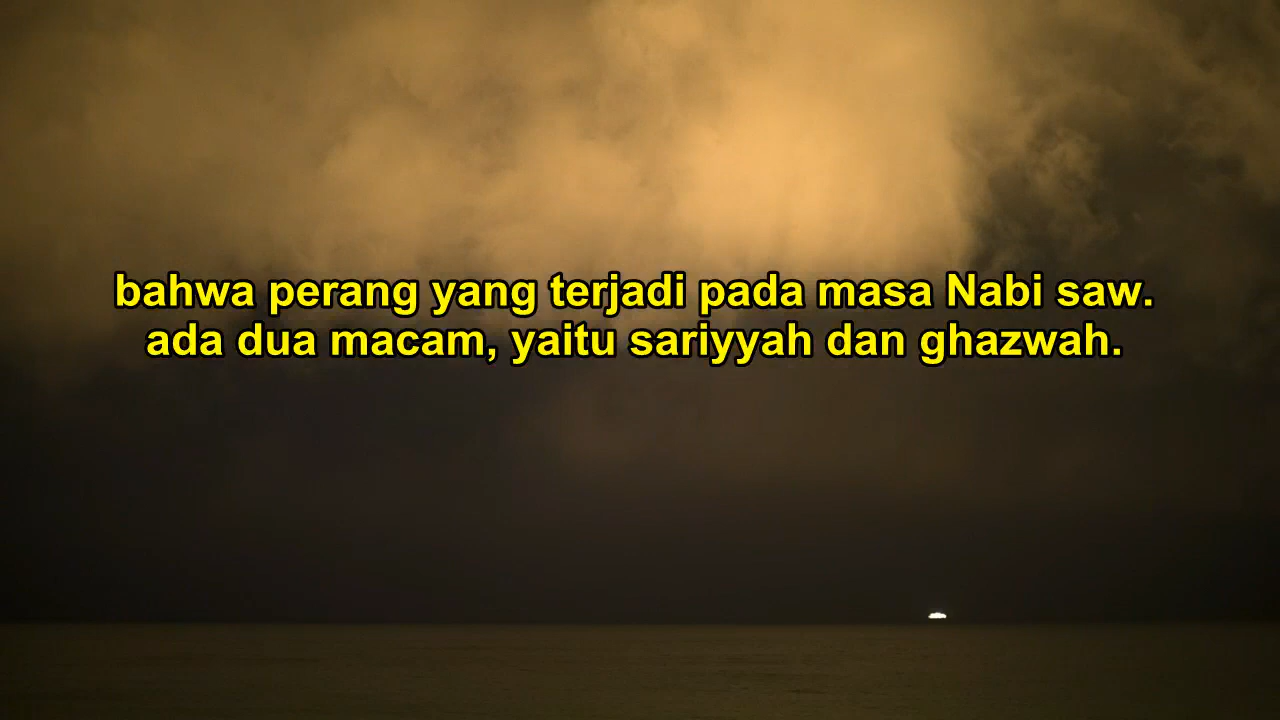 bahwa perang yang terjadi pada masa Nabi saw.
ada dua macam, yaitu sariyyah dan ghazwah.